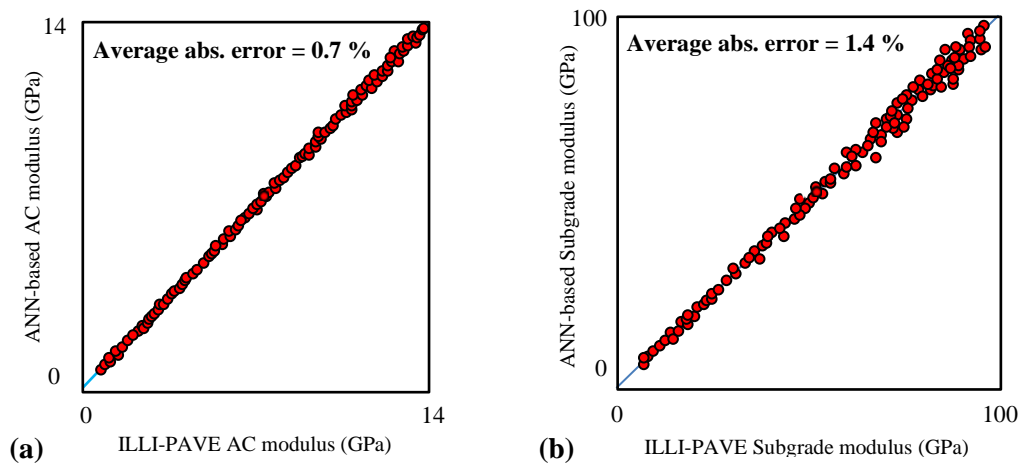 14
Average abs. error = 0.7 %
ANN-based AC modulus (GPa)
0
0
14
(a)
ILLI-PAVE AC modulus (GPa)
100
Average abs. error = 1.4 %
ANN-based Subgrade modulus (GPa)
0
0
100
(b)
ILLI-PAVE Subgrade modulus (GPa)